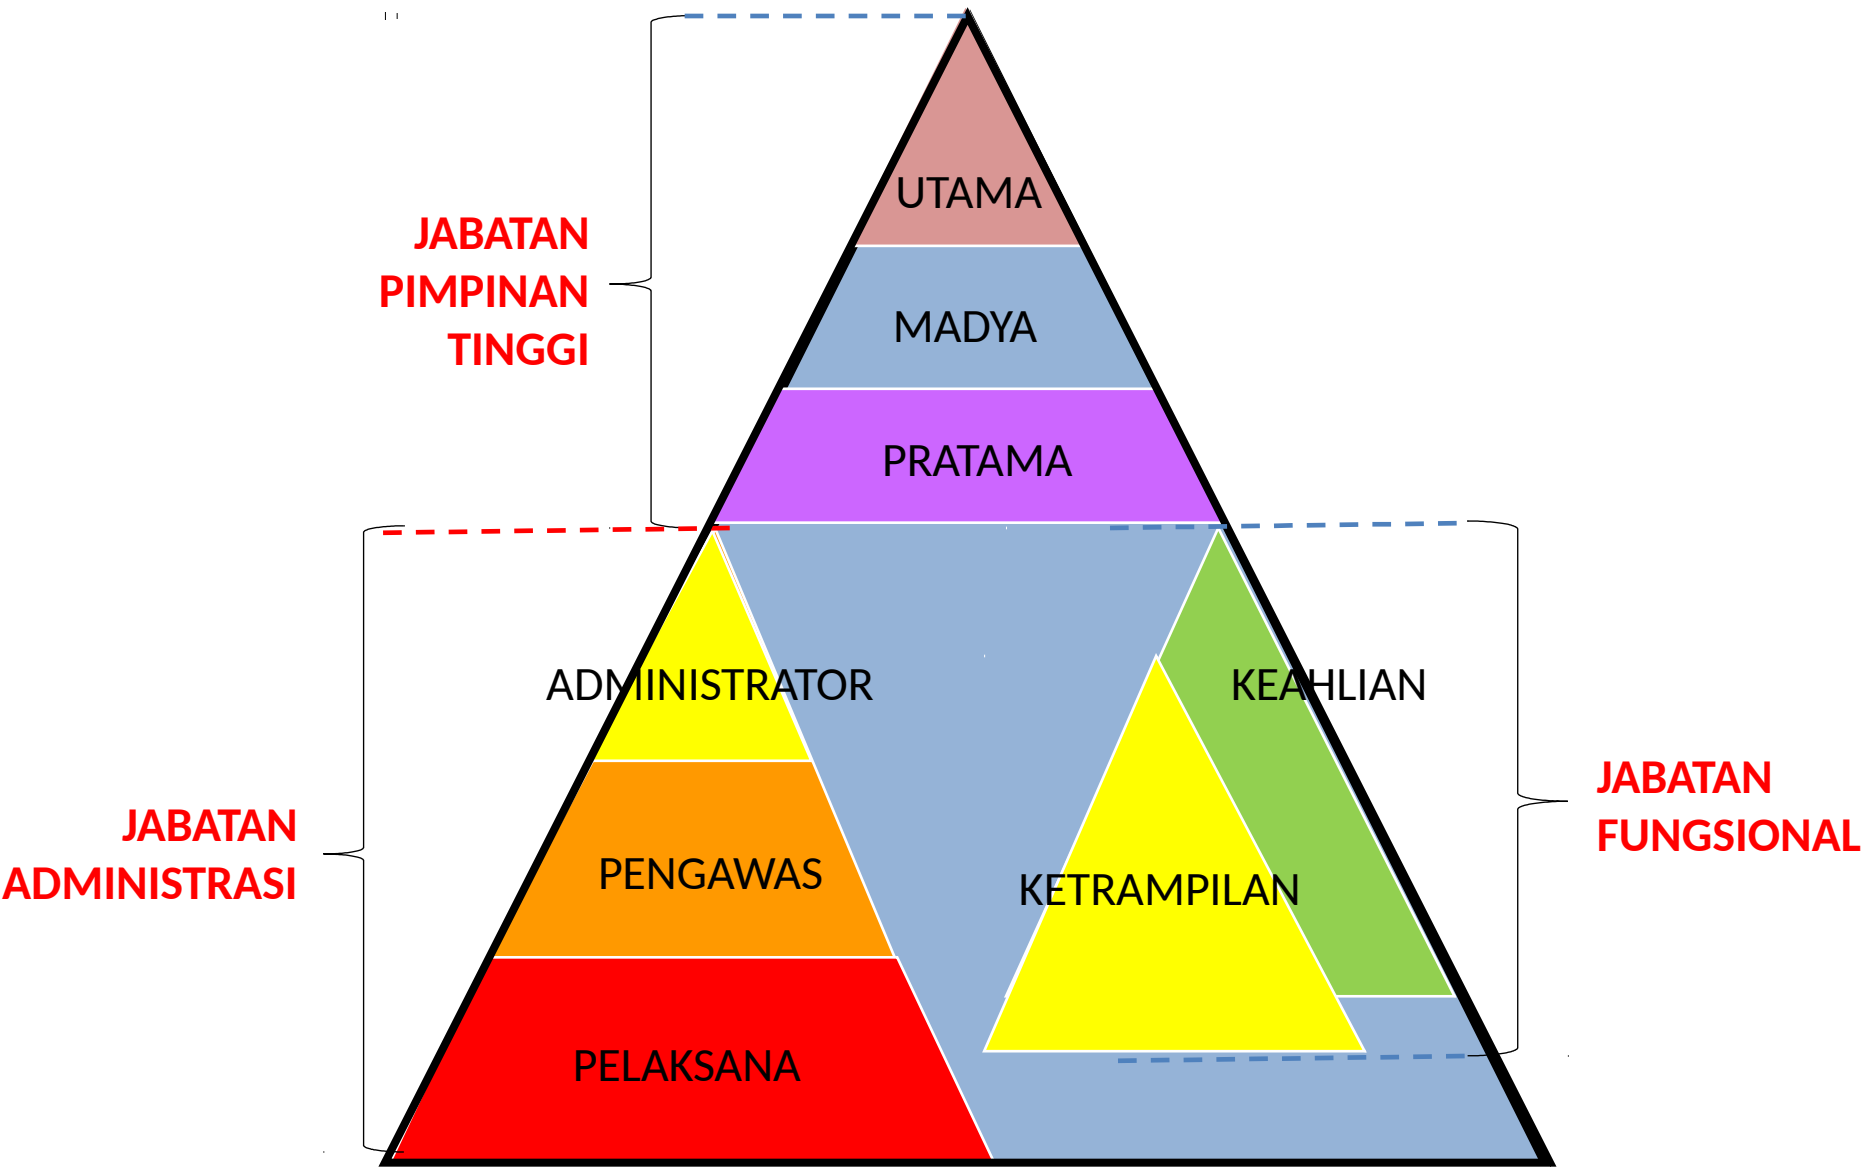 UTAMA
JABATAN
PIMPINAN
TINGGI
MADYA
PRATAMA
ADMINISTRATOR
KEAHLIAN
JABATAN
FUNGSIONAL
JABATAN
ADMINISTRASI
PENGAWAS
KETRAMPILAN
PELAKSANA